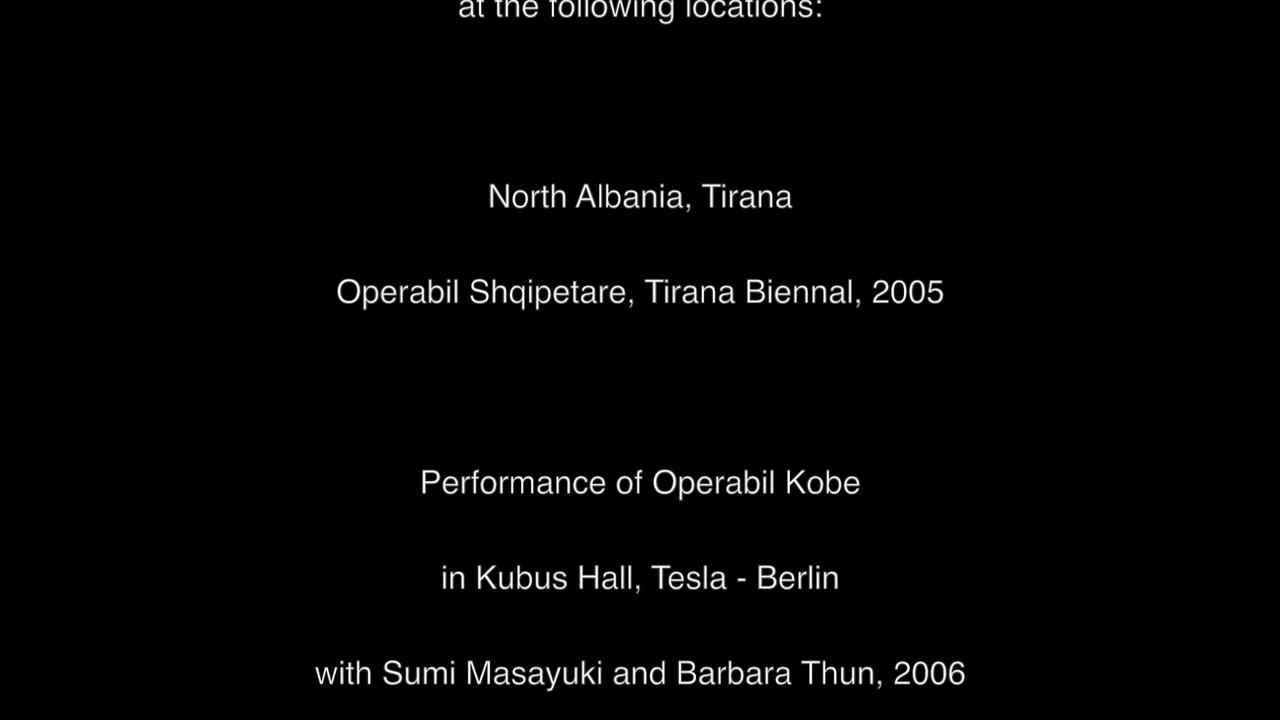 at the following locations:
North Albania, Tirana
Operabil Shqipetare, Tirana Biennal, 2005
Performance of Operabil Kobe
in Kubus Hall, Tesla - Berlin
with Sumi Masayuki and Barbara Thun, 2006